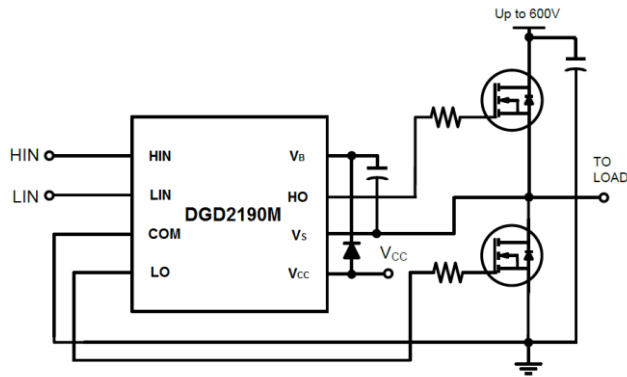 Up to 600V
HIN
HIN
VB
TO
LOAD
LIN
LIN
HO
DGD2190M
COM
VS
LO
VCC
VCC